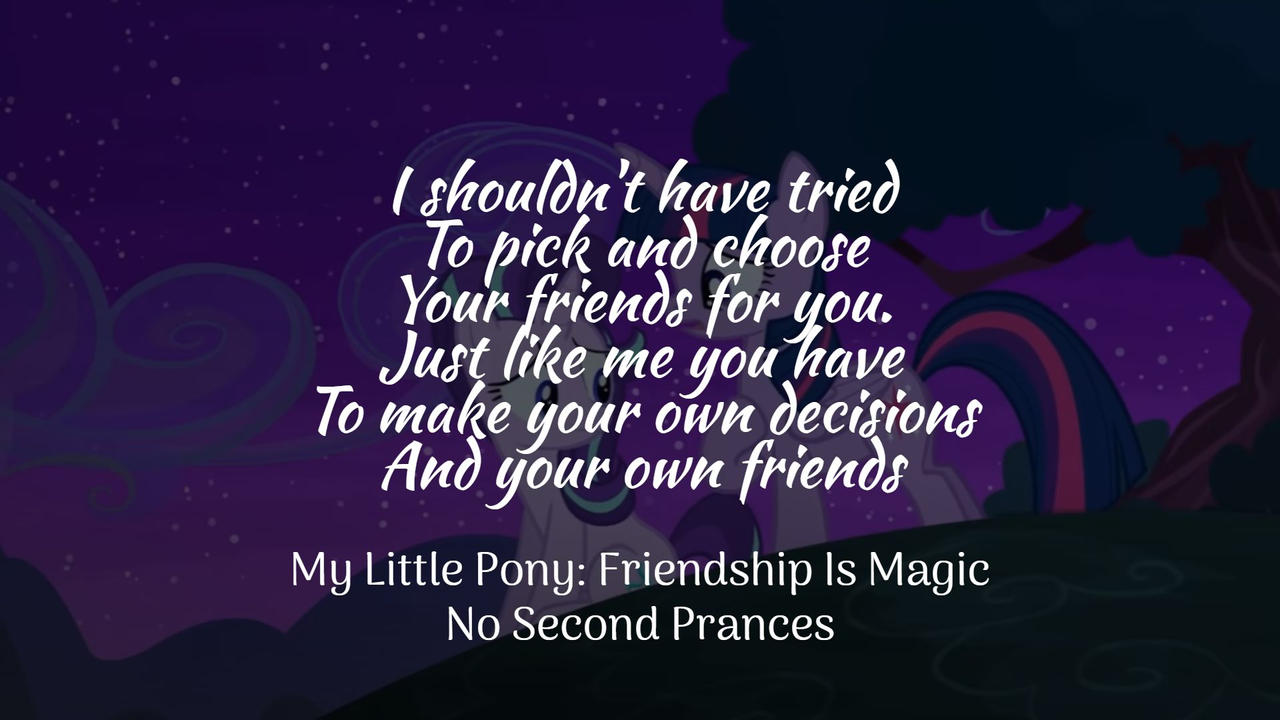 I shouldn't have tried
To pick and choose
Your friends for you.
Just like me you have
To make your own decisions
And your own friends
My Little Pony: Friendship Is Magic
No Second Prances